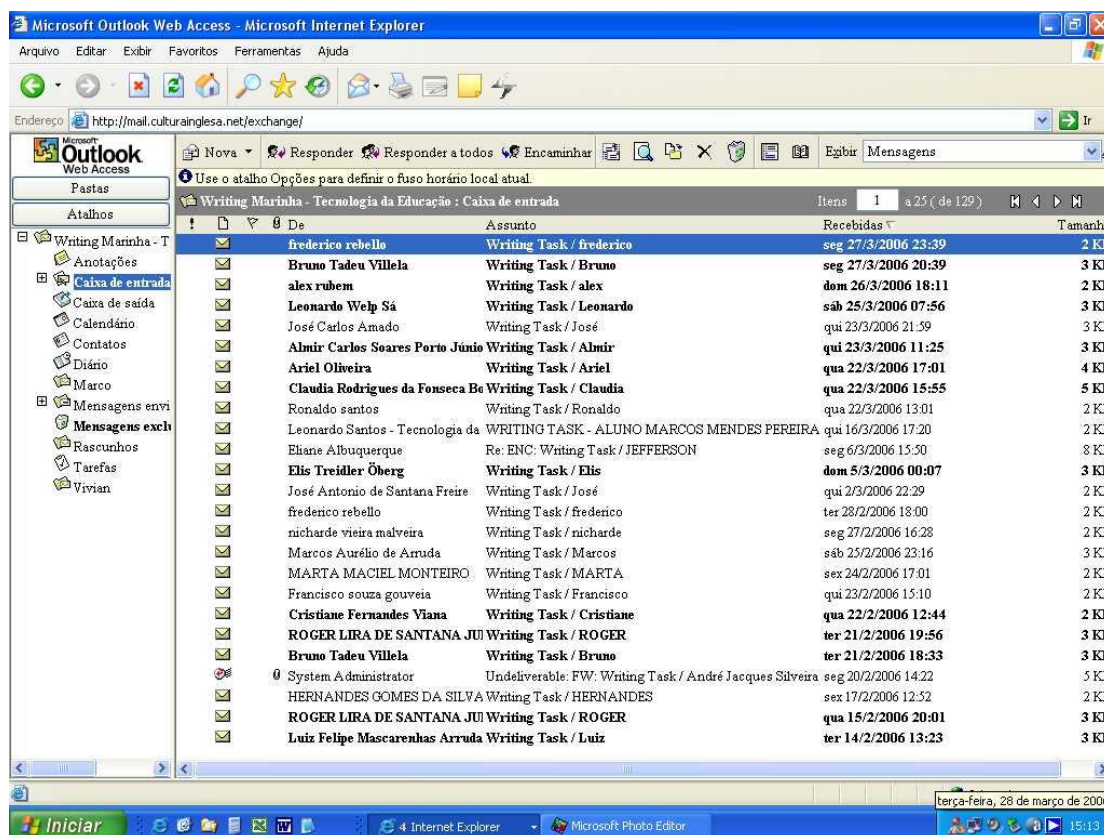 Microsoft Outlook Web Access - Microsoft Internet Explorer
Arquivo Editar Exibir Favoritos Ferramentas Ajuda
Endereço http://mail.culturainglesa.net/exchange/ Ir
Microsoft Outlook Web Access
Nova Responder Responder a todos Encaminhar Exibir Mensagens
Use o atalho Opções para definir o fuso horário local atual.
Pastas
Atalhos
Writing Marinha - T
Anotações
Caixa de entrada
Caixa de saída
Calendário
Contatos
Diário
Marco
Mensagens envi
Mensagens exclu
Rascunhos
Tarefas
Vivian
Writing Marinha - Tecnologia da Educação : Caixa de entrada Itens 1 a 25 ( de 129 )
! De Assunto Recebidas Tamanh
frederico rebello Writing Task / frederico seg 27/3/2006 23:39 2 K
Bruno Tadeu Villela Writing Task / Bruno seg 27/3/2006 20:39 3 K
alex rubem Writing Task / alex dom 26/3/2006 18:11 2 K
Leonardo Welp Sá Writing Task / Leonardo sáb 25/3/2006 07:56 3 K
José Carlos Amado Writing Task / José qui 23/3/2006 21:59 3 K
Almir Carlos Soares Porto Júnio Writing Task / Almir qui 23/3/2006 11:25 3 K
Ariel Oliveira Writing Task / Ariel qua 22/3/2006 17:01 4 K
Claudia Rodrigues da Fonseca Be Writing Task / Claudia qua 22/3/2006 15:55 5 K
Ronaldo santos Writing Task / Ronaldo qua 22/3/2006 13:01 2 K
Leonardo Santos - Tecnologia da WRITING TASK - ALUNO MARCOS MENDES PEREIRA qui 16/3/2006 17:20 2 K
Eliane Albuquerque Re: ENC: Writing Task / JEFFERSON seg 6/3/2006 15:50 8 K
Elis Treidler Öberg Writing Task / Elis dom 5/3/2006 00:07 3 K
José Antonio de Santana Freire Writing Task / José qui 2/3/2006 22:29 2 K
frederico rebello Writing Task / frederico ter 28/2/2006 18:00 2 K
nicharde vieira malveira Writing Task / nicharde seg 27/2/2006 16:28 2 K
Marcos Aurélio de Arruda Writing Task / Marcos sáb 25/2/2006 23:16 3 K
MARTA MACIEL MONTEIRO Writing Task / MARTA sex 24/2/2006 17:01 2 K
Francisco souza gouveia Writing Task / Francisco qui 23/2/2006 15:10 2 K
Cristiane Fernandes Viana Writing Task / Cristiane qua 22/2/2006 12:44 2 K
ROGER LIRA DE SANTANA JU Writing Task / ROGER ter 21/2/2006 19:56 3 K
Bruno Tadeu Villela Writing Task / Bruno ter 21/2/2006 18:33 3 K
System Administrator Undeliverable: FW: Writing Task / André Jacques Silveira seg 20/2/2006 14:22 5 K
HERNANDES GOMES DA SILVA Writing Task / HERNANDES sex 17/2/2006 12:52 2 K
ROGER LIRA DE SANTANA JU Writing Task / ROGER qua 15/2/2006 20:01 3 K
Luiz Felipe Mascarenhas Arruda Writing Task / Luiz ter 14/2/2006 13:23 3 K
terça-feira, 28 de março de 200
Iniciar 4 Internet Explorer Microsoft Photo Editor 15:13